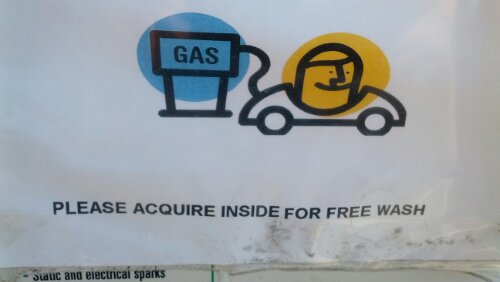 GAS
PLEASE ACQUIRE INSIDE FOR FREE WASH
- Static and electrical sparks